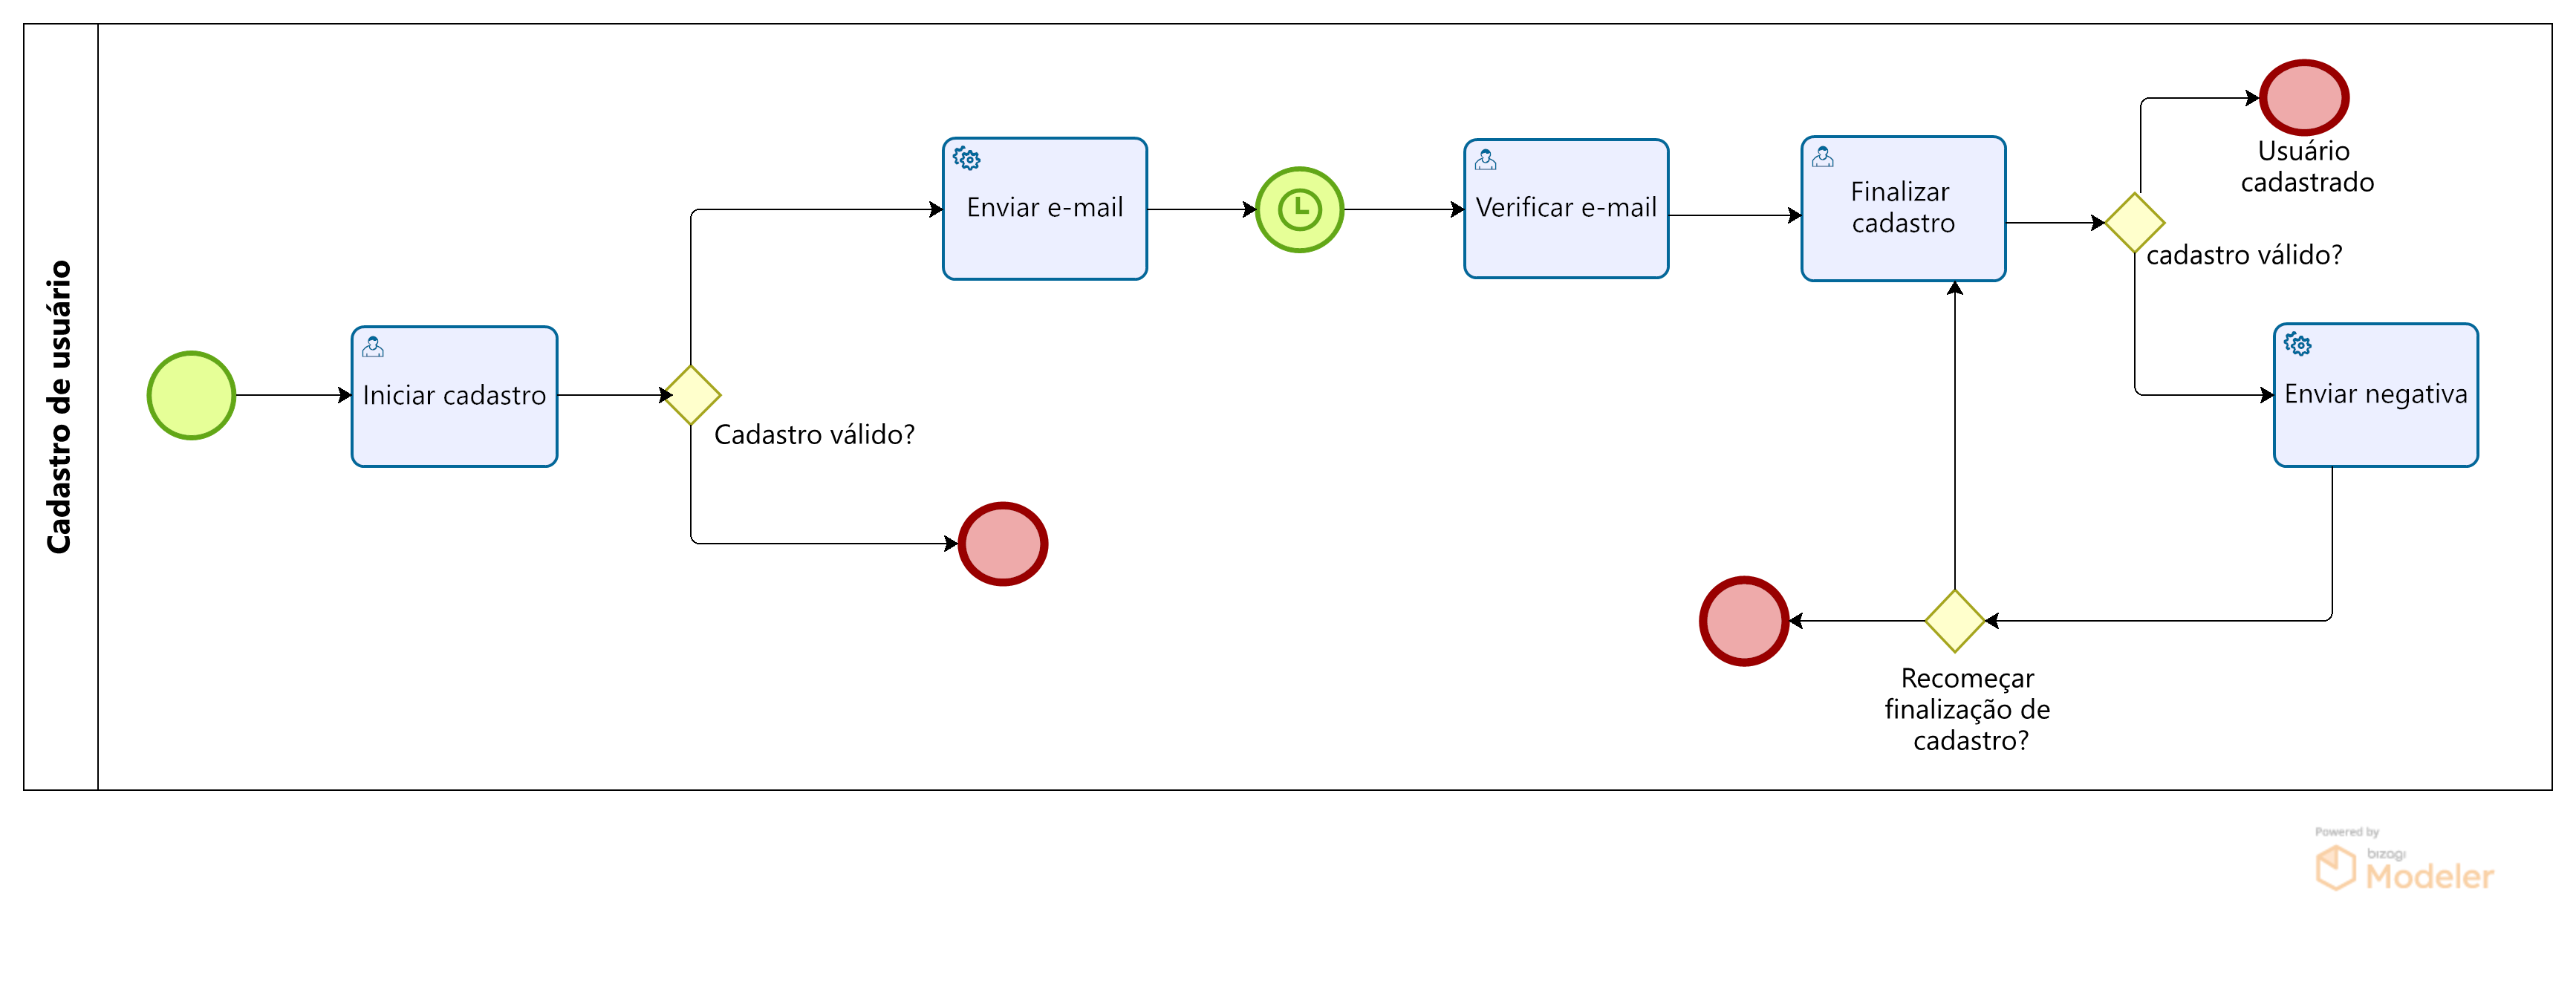 Cadastro de usuário
Iniciar cadastro
Cadastro válido?
Enviar e-mail
Verificar e-mail
Finalizar
cadastro
cadastro válido?
Usuário
cadastrado
Enviar negativa
Recomeçar
finalização de
cadastro?
Powered by
bizagi
Modeler